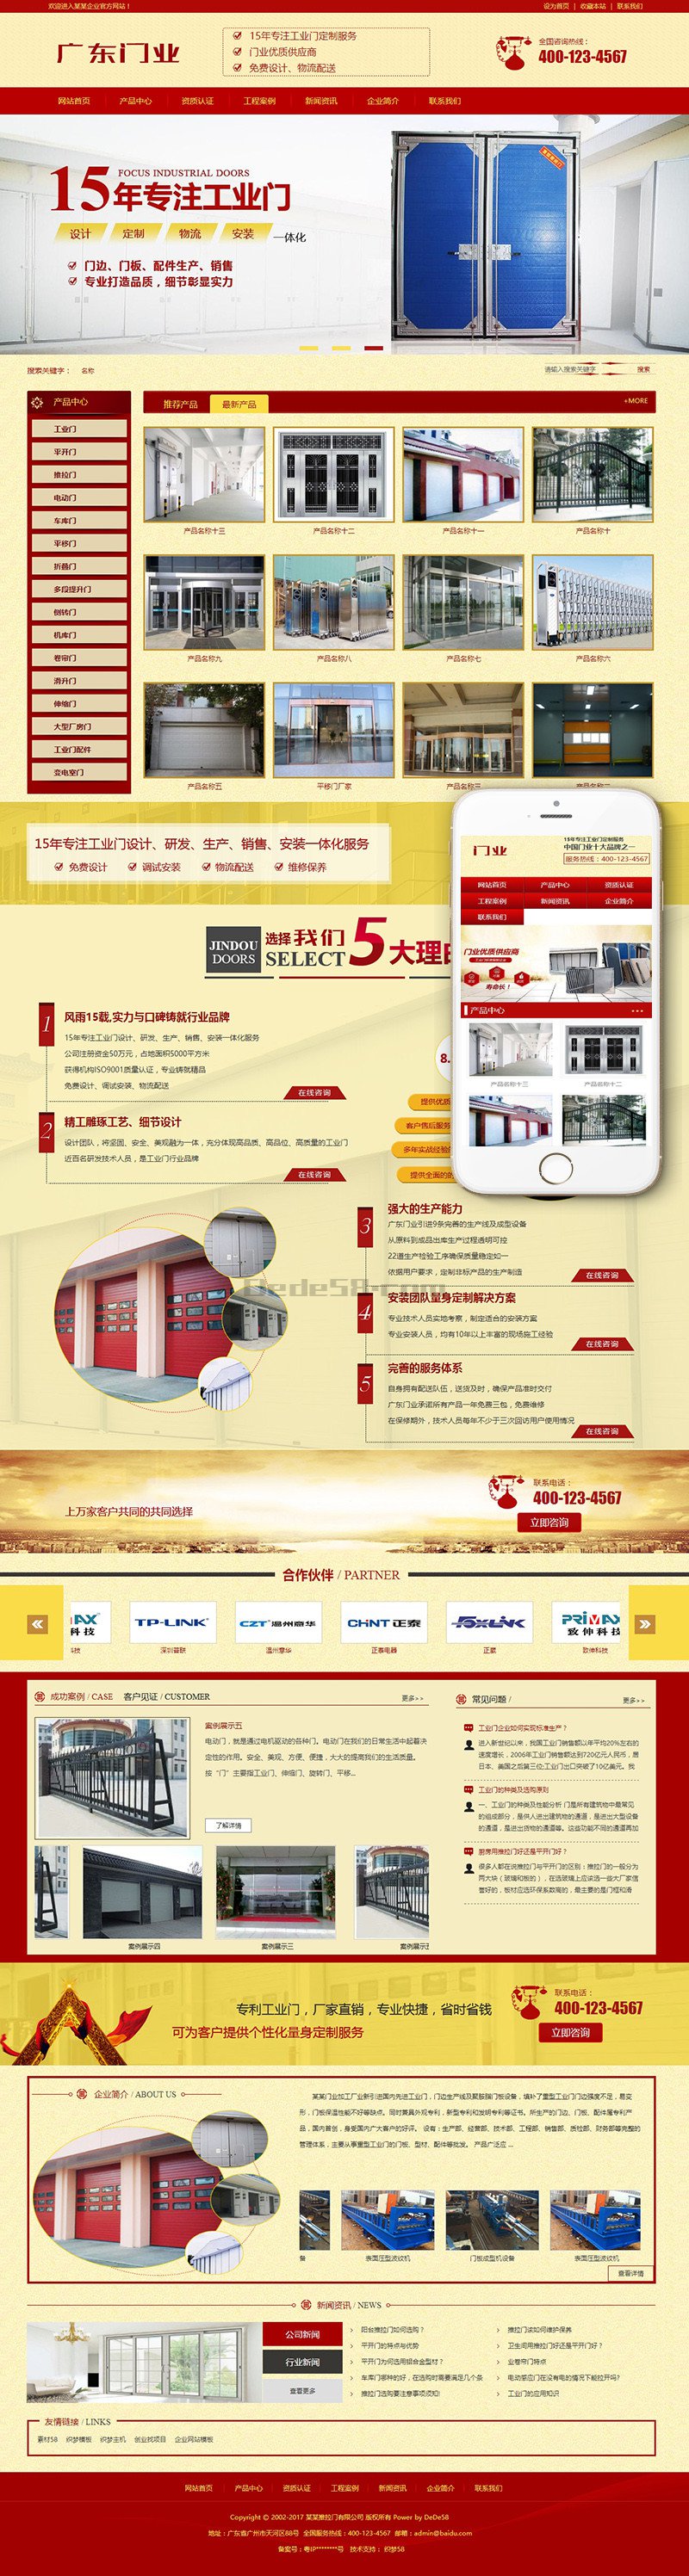 欢迎进入某某企业官方网站！
设为首页 | 收藏本站 | 联系我们
广东门业
15年专注工业门定制服务
门业优质供应商
免费设计、物流配送
全国咨询热线：
400-123-4567
网站首页 产品中心 资质认证 工程案例 新闻资讯 企业简介 联系我们
FOCUS INDUSTRIAL DOORS
15年专注工业门
设计 定制 物流 安装 一体化
门边、门板、配件生产、销售
专业打造品质，细节彰显实力
搜索关键字： 名称
请输入搜索关键字 搜索
产品中心
工业门
平开门
推拉门
电动门
车库门
平移门
折叠门
多段提升门
侧转门
机库门
卷帘门
滑升门
伸缩门
大型厂房门
工业门配件
变电室门
推荐产品 最新产品 +MORE
产品名称十三 产品名称十二 产品名称十一 产品名称十
产品名称九 产品名称八 产品名称七 产品名称六
产品名称五 平移门厂家 产品名称三 产品名称二
15年专注工业门设计、研发、生产、销售、安装一体化服务
免费设计 调试安装 物流配送 维修保养
门业
15年专注工业门定制服务
中国门业十大品牌之一
服务热线：400-123-4567
网站首页 产品中心 资质认证
工程案例 新闻资讯 企业简介
联系我们
门业优质供应商
寿命长！
产品中心
产品名称十三 产品名称十二
JINDOU DOORS
选择我们5大理由
SELECT
1
风雨15载,实力与口碑铸就行业品牌
15年专注工业门设计、研发、生产、销售、安装一体化服务
公司注册资金50万元，占地面积5000平方米
获得机构ISO9001质量认证，专业铸就精品
免费设计、调试安装、物流配送
在线咨询
2
精工雕琢工艺、细节设计
设计团队，将坚固、安全、美观融为一体，充分体现高品质、高品位、高质量的工业门
近百名研发技术人员，是工业门行业品牌
在线咨询
8.
提供优质
客户售后服务
多年实战经验
提供全面的的
3
强大的生产能力
广东门业引进9条完善的生产线及成型设备
从原料到成品出库生产过程透明可控
22道生产检验工序确保质量稳定如一
依据用户要求，定制非标产品的生产制造
在线咨询
Dede58.com
4
安装团队量身定制解决方案
专业技术人员实地考察，制定适合的安装方案
专业安装人员，均有10年以上丰富的现场施工经验
在线咨询
5
完善的服务体系
自身拥有配送队伍，送货及时，确保产品准时交付
广东门业承诺所有产品一年免费三包，免费维修
在保修期外，技术人员每年不少于三次回访用户使用情况
在线咨询
上万家客户共同的共同选择
联系电话：
400-123-4567
立即咨询
合作伙伴 / PARTNER
科技 TP-LINK CZT 温州意华 CHNT 正泰 FOXLINK PRIMAX 致伸科技
科技 深圳普联 温州意华 正泰电器 正崴 致伸科技
成功案例 / CASE 客户见证 / CUSTOMER 更多>>
案例展示五
电动门，就是通过电机驱动的各种门。电动门在我们的日常生活中起着决
定性的作用。安全、美观、方便、便捷，大大的提高我们的生活质量。
按“门”主要指工业门、伸缩门、旋转门、平移...
了解详情
案例展示四 案例展示三 案例展示五
常见问题 / 更多>>
工业门企业如何实现标准生产？
进入新世纪以来，我国工业门销售额以年平均20%左右的
速度增长，2006年工业门销售额达到720亿元人民币，居
日本、美国之后第三位;工业门出口突破了10亿美元。我
工业门的种类及选购原则
一、工业门的种类及性能分析 门是所有建筑物中最常见
的组成部分，是供人进出建筑物的通道，是进出大型设备
的通道，是进出货物的通道等。这些功能不同的通道再加
厨房用推拉门好还是平开门好？
很多人都在说推拉门与平开门的区别：推拉门的一般分为
两大块（玻璃和板的），在选玻璃上应该选一些大厂家信
誉好的，板材应选环保系数高的，最主要的是门框和滑
专利工业门，厂家直销，专业快捷，省时省钱
可为客户提供个性化量身定制服务
联系电话：
400-123-4567
立即咨询
企业简介 / ABOUT US
某某门业加工厂业新引进国内先进工业门，门边生产线及聚氨酯门板设备，填补了重型工业门门边强度不足，易变
形，门板保温性能不好等缺点。同时兼具外观专利，新型专利和发明专利等证书。所生产的门边、门板、配件属专利产
品，国内首创，身受国内广大客户的好评。 设有：生产部、经营部、技术部、工程部、销售部、质检部、财务部等完整的
管理体系，主要从事重型工业门的门板、型材、配件等批发。 产品广泛应 ...
备 表面压型波纹机 门板成型机设备 表面压型波纹机
查看详情
新闻资讯 / NEWS
公司新闻
行业新闻
查看更多
阳台推拉门如何选购？
平开门的特点与优势
平开门为何选用铝合金型材？
车库门哪种的好，在选购时需要满足几个条
推拉门选购要注意事项须知!
推拉门该如何维护保养
卫生间用推拉门好还是平开门好？
业卷帘门特点
电动感应门在没有电的情况下能拉开吗?
工业门的应用知识
友情链接 / LINKS
素材58 织梦模板 织梦主机 创业找项目 企业网站模板
网站首页 产品中心 资质认证 工程案例 新闻资讯 企业简介 联系我们
Copyright © 2002-2017 某某推拉门有限公司 版权所有 Power by DeDe58
地址：广东省广州市天河区88号 全国服务热线：400-123-4567 邮箱：admin@baidu.com
备案号：粤IP********号 技术支持：织梦58